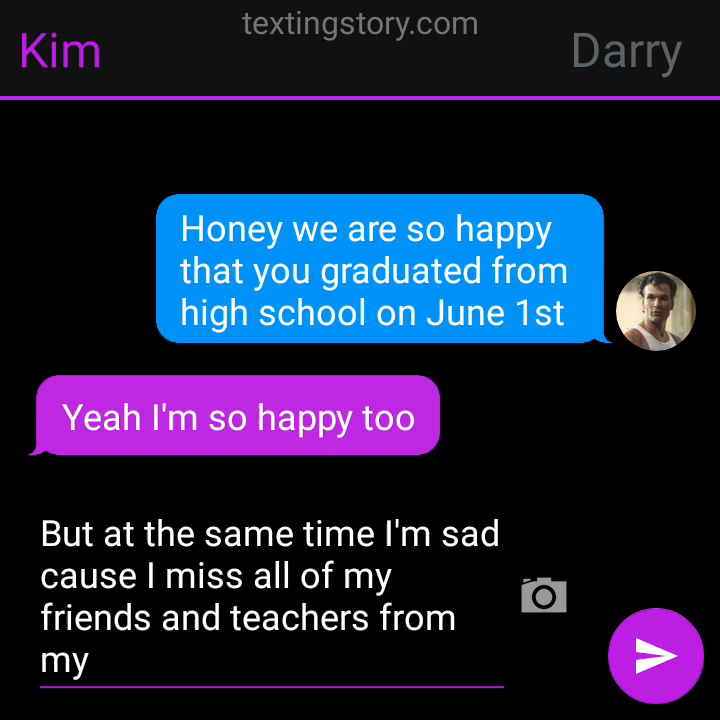 textingstory.com
Kim
Darry
Honey we are so happy
that you graduated from
high school on June 1st
Yeah I'm so happy too
But at the same time I'm sad
cause I miss all of my
friends and teachers from
my